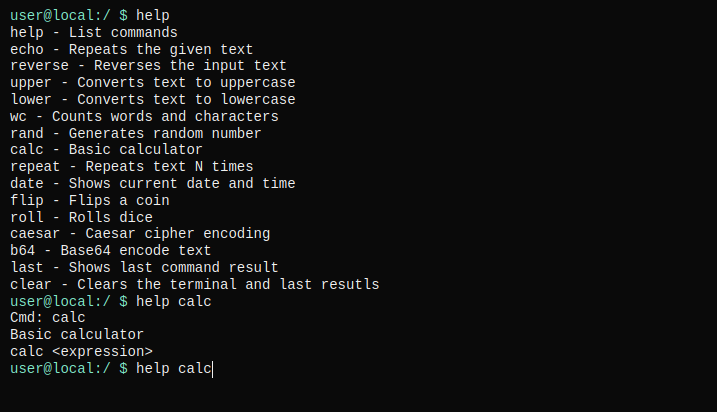 user@local:/ $ help
help - List commands
echo - Repeats the given text
reverse - Reverses the input text
upper - Converts text to uppercase
lower - Converts text to lowercase
wc - Counts words and characters
rand - Generates random number
calc - Basic calculator
repeat - Repeats text N times
date - Shows current date and time
flip - Flips a coin
roll - Rolls dice
caesar - Caesar cipher encoding
b64 - Base64 encode text
last - Shows last command result
clear - Clears the terminal and last resutls
user@local:/ $ help calc
Cmd: calc
Basic calculator
calc <expression>
user@local:/ $ help calc